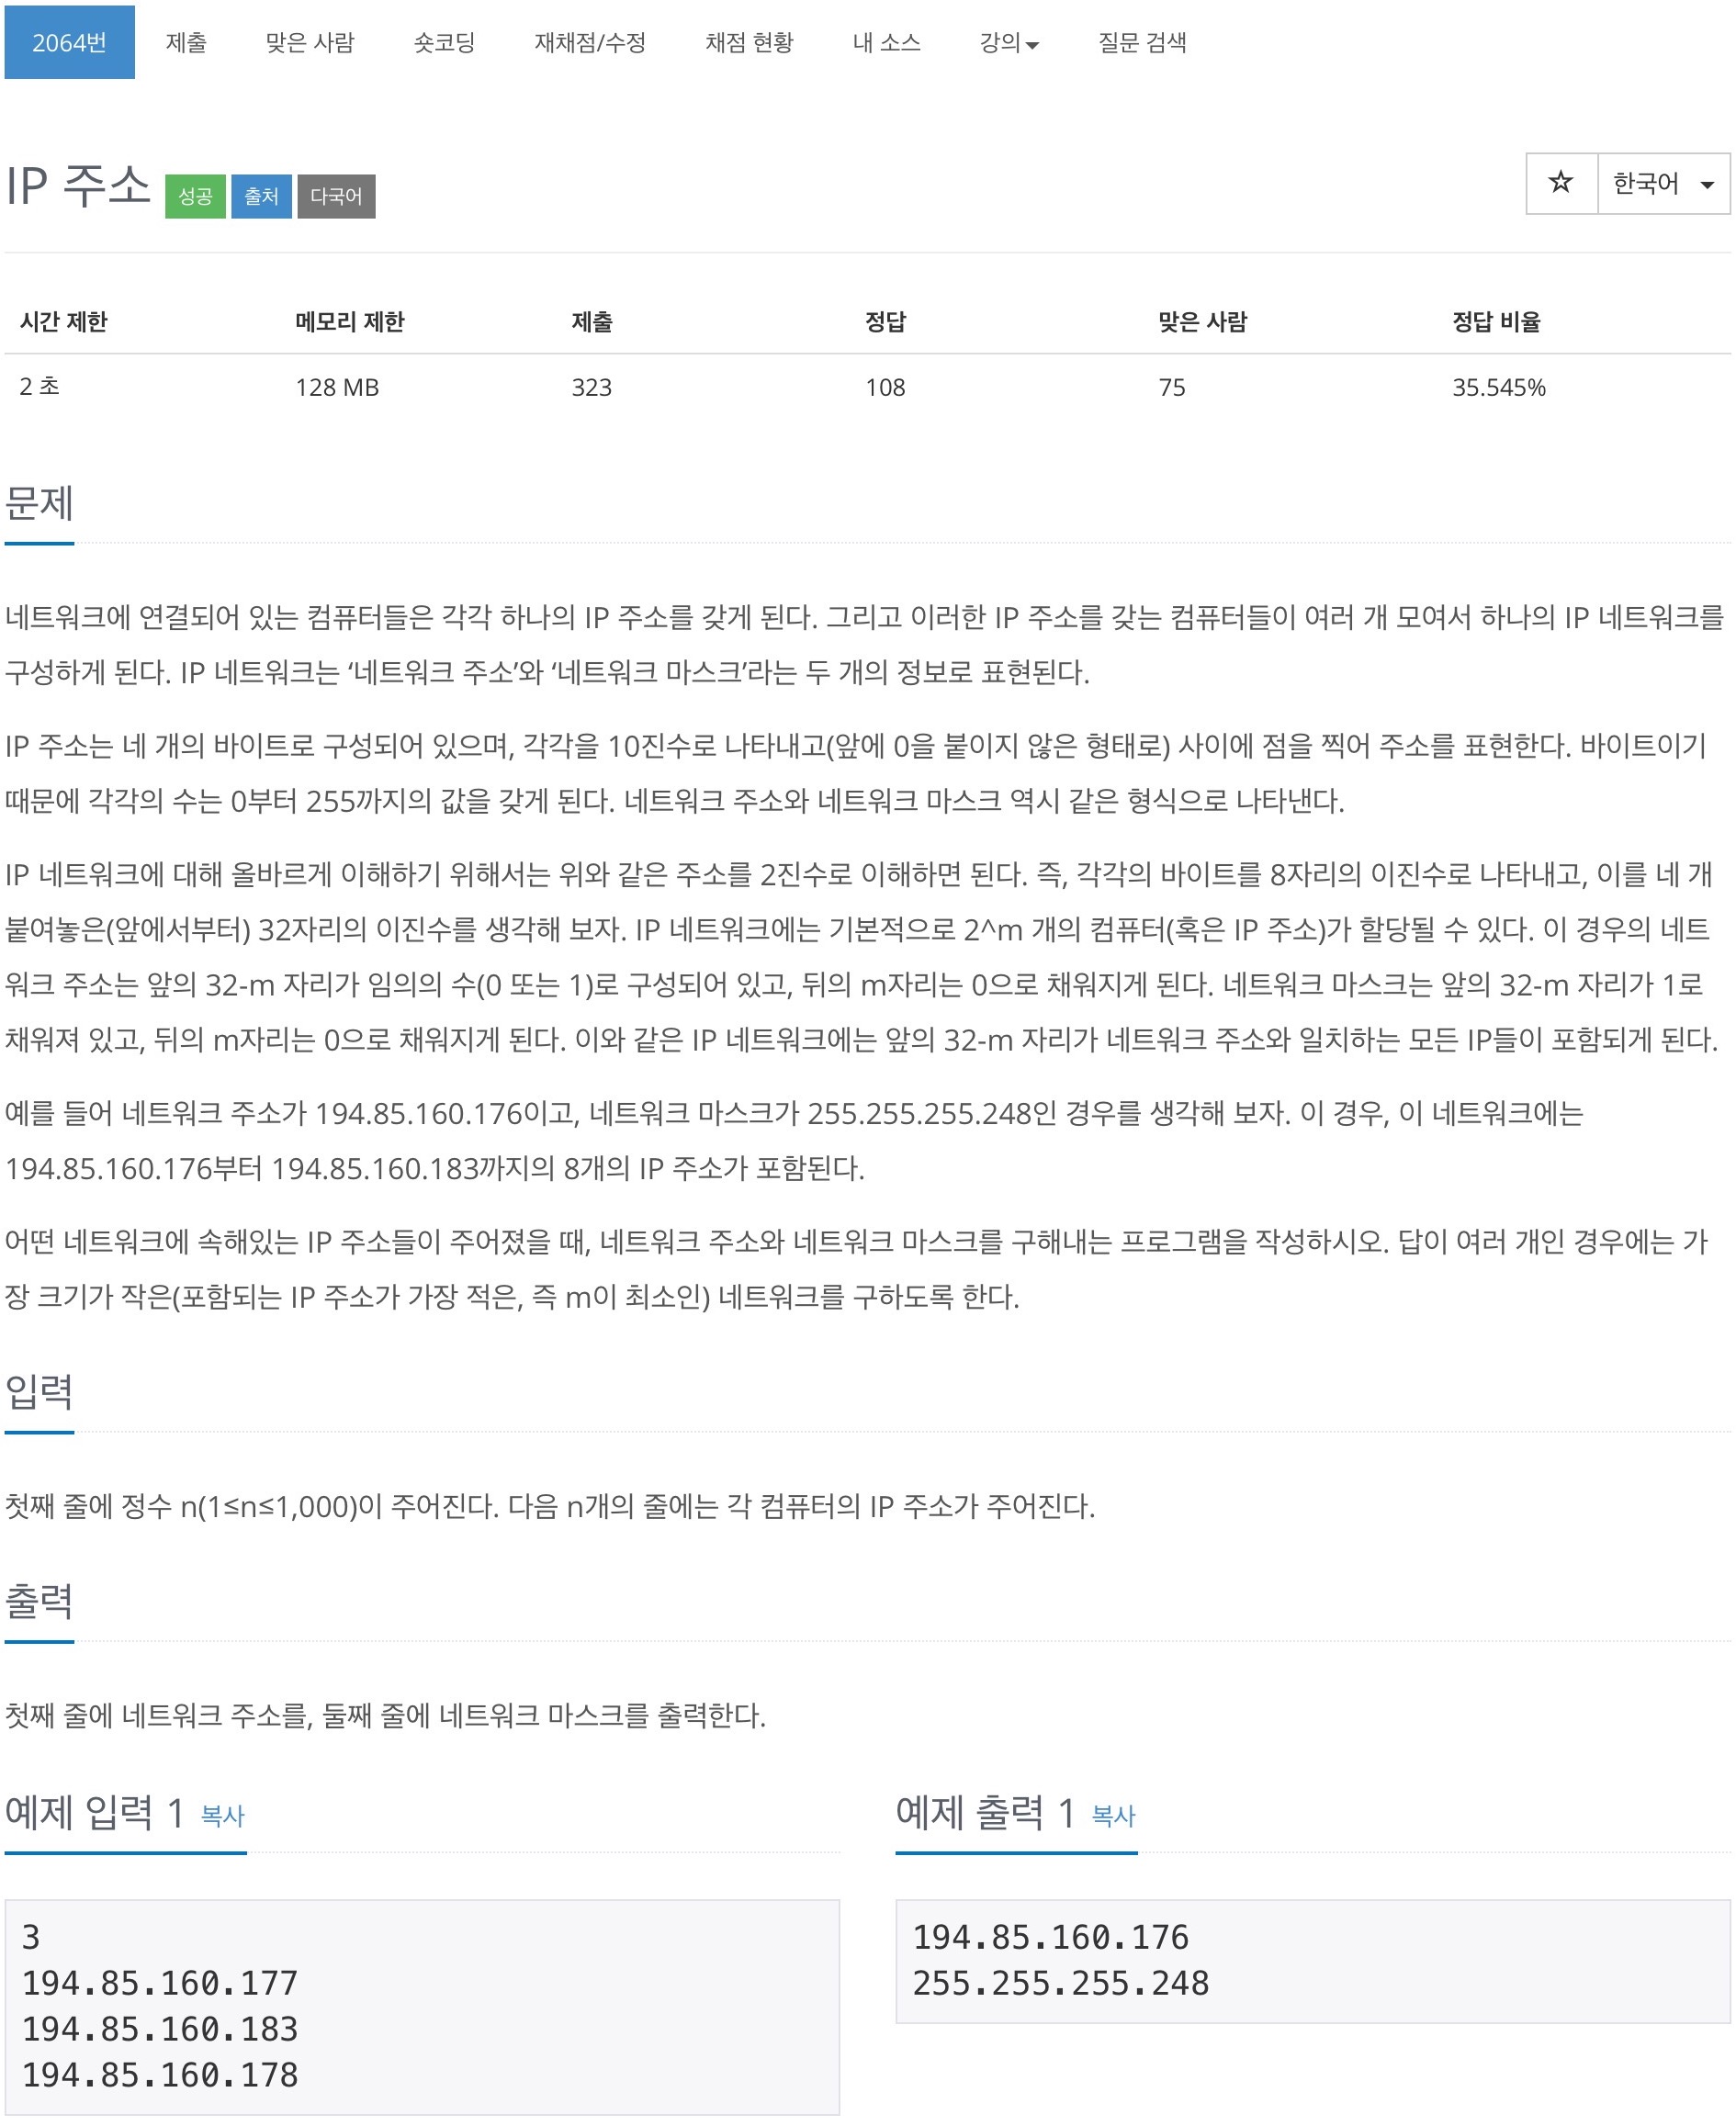 2064번 제출 맞은 사람 숏코딩 재채점/수정 채점 현황 내 소스 강의 질문 검색
IP 주소 성공 출처 다국어 한국어
시간 제한 메모리 제한 제출 정답 맞은 사람 정답 비율
2 초 128 MB 323 108 75 35.545%
문제
네트워크에 연결되어 있는 컴퓨터들은 각각 하나의 IP 주소를 갖게 된다. 그리고 이러한 IP 주소를 갖는 컴퓨터들이 여러 개 모여서 하나의 IP 네트워크를
구성하게 된다. IP 네트워크는 ‘네트워크 주소’와 ‘네트워크 마스크’라는 두 개의 정보로 표현된다.
IP 주소는 네 개의 바이트로 구성되어 있으며, 각각을 10진수로 나타내고(앞에 0을 붙이지 않은 형태로) 사이에 점을 찍어 주소를 표현한다. 바이트이기
때문에 각각의 수는 0부터 255까지의 값을 갖게 된다. 네트워크 주소와 네트워크 마스크 역시 같은 형식으로 나타낸다.
IP 네트워크에 대해 올바르게 이해하기 위해서는 위와 같은 주소를 2진수로 이해하면 된다. 즉, 각각의 바이트를 8자리의 이진수로 나타내고, 이를 네 개
붙여놓은(앞에서부터) 32자리의 이진수를 생각해 보자. IP 네트워크에는 기본적으로 2^m 개의 컴퓨터(혹은 IP 주소)가 할당될 수 있다. 이 경우의 네트
워크 주소는 앞의 32-m 자리가 임의의 수(0 또는 1)로 구성되어 있고, 뒤의 m자리는 0으로 채워지게 된다. 네트워크 마스크는 앞의 32-m 자리가 1로
채워져 있고, 뒤의 m자리는 0으로 채워지게 된다. 이와 같은 IP 네트워크에는 앞의 32-m 자리가 네트워크 주소와 일치하는 모든 IP들이 포함되게 된다.
예를 들어 네트워크 주소가 194.85.160.176이고, 네트워크 마스크가 255.255.255.248인 경우를 생각해 보자. 이 경우, 이 네트워크에는
194.85.160.176부터 194.85.160.183까지의 8개의 IP 주소가 포함된다.
어떤 네트워크에 속해있는 IP 주소들이 주어졌을 때, 네트워크 주소와 네트워크 마스크를 구해내는 프로그램을 작성하시오. 답이 여러 개인 경우에는 가
장 크기가 작은(포함되는 IP 주소가 가장 적은, 즉 m이 최소인) 네트워크를 구하도록 한다.
입력
첫째 줄에 정수 n(1≤n≤1,000)이 주어진다. 다음 n개의 줄에는 각 컴퓨터의 IP 주소가 주어진다.
출력
첫째 줄에 네트워크 주소를, 둘째 줄에 네트워크 마스크를 출력한다.
예제 입력 1 복사
3
194.85.160.177
194.85.160.183
194.85.160.178
예제 출력 1 복사
194.85.160.176
255.255.255.248